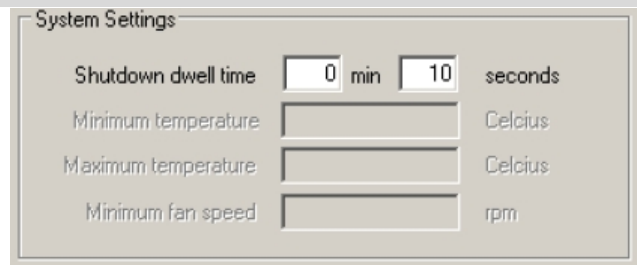 System Settings
Shutdown dwell time 0 min 10 seconds
Minimum temperature Celcius
Maximum temperature Celcius
Minimum fan speed rpm